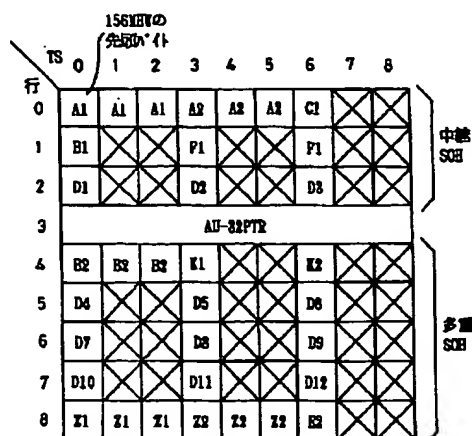 156MHWの
先頭バイト
TS 0 1 2 3 4 5 6 7 8
行
0 A1 A1 A1 A2 A2 A2 C1
1 B1 F1
2 D1 D2 D3
中継
SOH
3 AU-32PTR
4 B2 B2 B2 K1 K2
5 D4 D5 D6
6 D7 D8 D9
7 D10 D11 D12
8 Z1 Z1 Z1 Z2 Z2 Z2 E2
多重
SOH